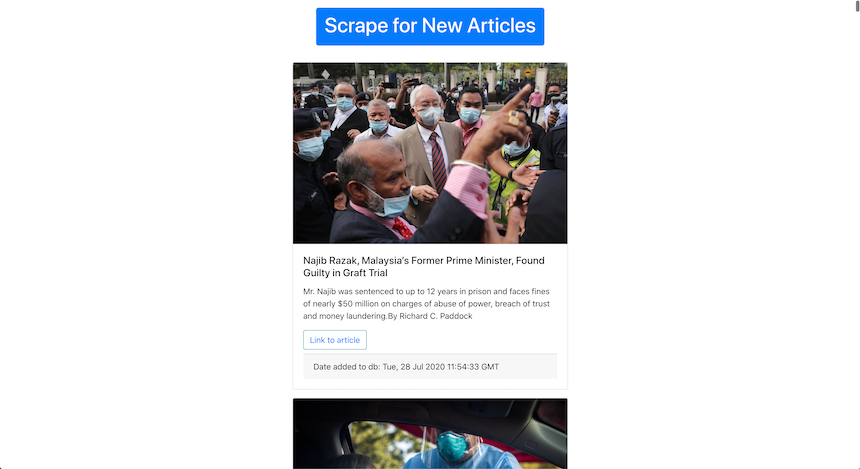 Scrape for New Articles
Najib Razak, Malaysia’s Former Prime Minister, Found
Guilty in Graft Trial
Mr. Najib was sentenced to up to 12 years in prison and faces fines
of nearly $50 million on charges of abuse of power, breach of trust
and money laundering.By Richard C. Paddock
Link to article
Date added to db: Tue, 28 Jul 2020 11:54:33 GMT